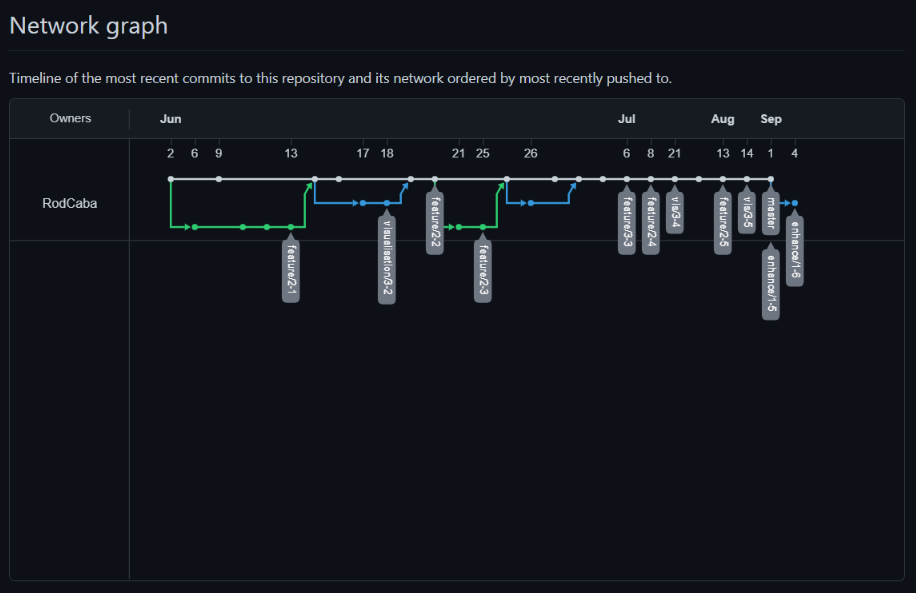 Network graph
Timeline of the most recent commits to this repository and its network ordered by most recently pushed to.
Owners Jun Jul Aug Sep
2 6 9 13 17 18 21 25 26 6 8 21 13 14 1 4
RodCaba
feature/2-1
visualisation/3-2
feature/2-2
feature/2-3
feature/3-3
feature/2-4
vis/3-4
feature/2-5
vis/3-5
master
enhance/1-5
enhance/1-6